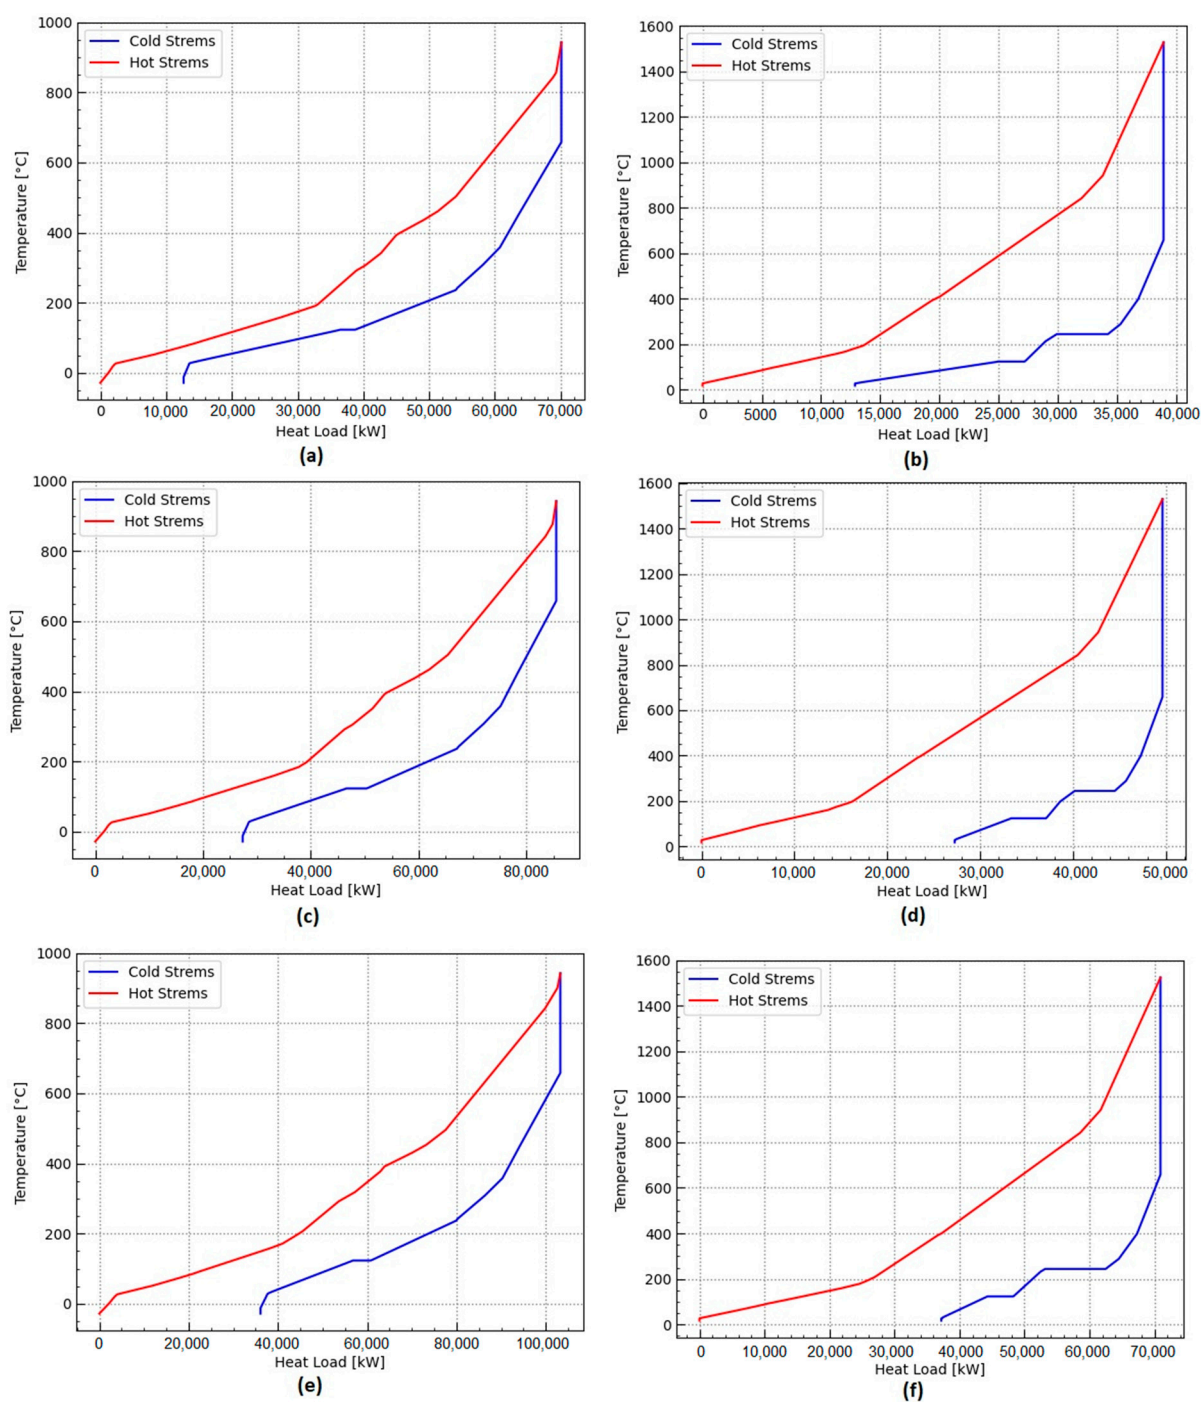 1000
800
600
400
200
0
Temperature [°C]
Cold Strems
Hot Strems
0 10,000 20,000 30,000 40,000 50,000 60,000 70,000
Heat Load [kW]
(a)
1600
1400
1200
1000
800
600
400
200
0
Temperature [°C]
Cold Strems
Hot Strems
0 5000 10,000 15,000 20,000 25,000 30,000 35,000 40,000
Heat Load [kW]
(b)
1000
800
600
400
200
0
Temperature [°C]
Cold Strems
Hot Strems
0 20,000 40,000 60,000 80,000
Heat Load [kW]
(c)
1600
1400
1200
1000
800
600
400
200
0
Temperature [°C]
Cold Strems
Hot Strems
0 10,000 20,000 30,000 40,000 50,000
Heat Load [kW]
(d)
1000
800
600
400
200
0
Temperature [°C]
Cold Strems
Hot Strems
0 20,000 40,000 60,000 80,000 100,000
Heat Load [kW]
(e)
1600
1400
1200
1000
800
600
400
200
0
Temperature [°C]
Cold Strems
Hot Strems
0 10,000 20,000 30,000 40,000 50,000 60,000 70,000
Heat Load [kW]
(f)